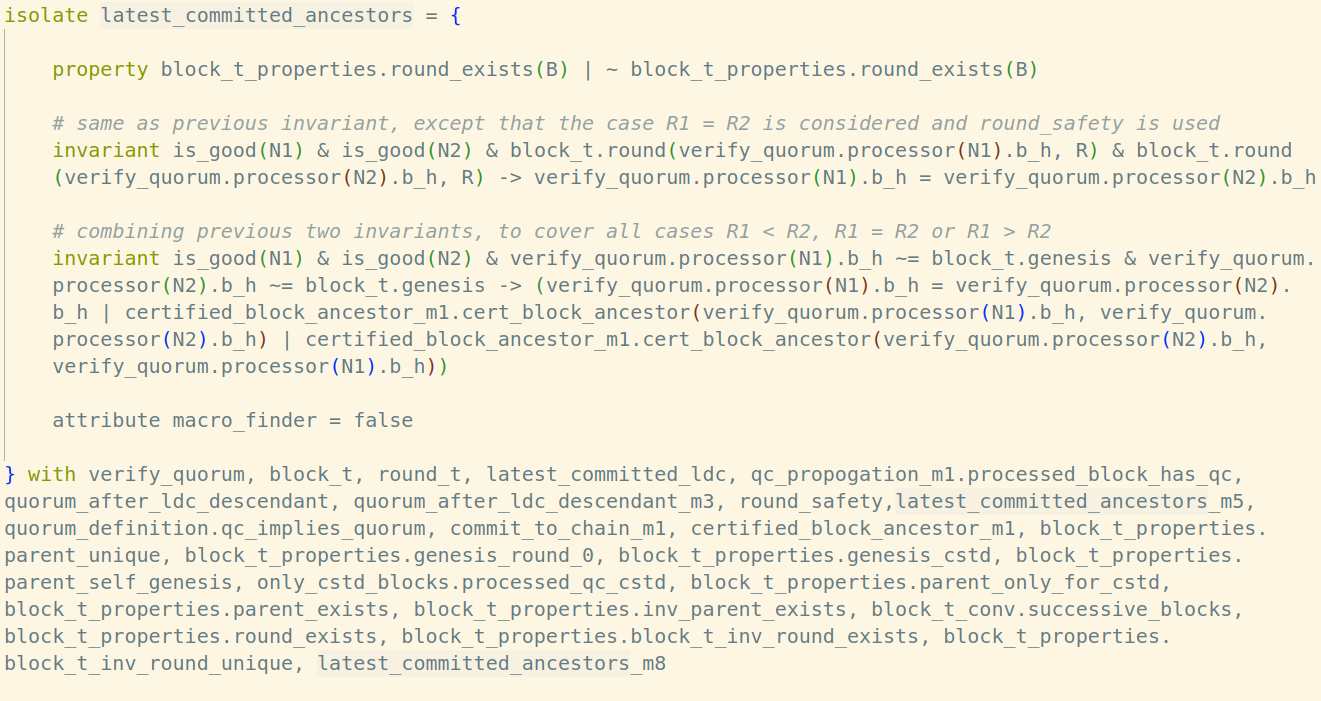 isolate latest_committed_ancestors = {
property block_t_properties.round_exists(B) | ~ block_t_properties.round_exists(B)
# same as previous invariant, except that the case R1 = R2 is considered and round_safety is used
invariant is_good(N1) & is_good(N2) & block_t.round(verify_quorum.processor(N1).b_h, R) & block_t.round
(verify_quorum.processor(N2).b_h, R) -> verify_quorum.processor(N1).b_h = verify_quorum.processor(N2).b_h
# combining previous two invariants, to cover all cases R1 < R2, R1 = R2 or R1 > R2
invariant is_good(N1) & is_good(N2) & verify_quorum.processor(N1).b_h ~= block_t.genesis & verify_quorum.
processor(N2).b_h ~= block_t.genesis -> (verify_quorum.processor(N1).b_h = verify_quorum.processor(N2).
b_h | certified_block_ancestor_m1.cert_block_ancestor(verify_quorum.processor(N1).b_h, verify_quorum.
processor(N2).b_h) | certified_block_ancestor_m1.cert_block_ancestor(verify_quorum.processor(N2).b_h,
verify_quorum.processor(N1).b_h))
attribute macro_finder = false
} with verify_quorum, block_t, round_t, latest_committed_ldc, qc_propogation_m1.processed_block_has_qc,
quorum_after_ldc_descendant, quorum_after_ldc_descendant_m3, round_safety,latest_committed_ancestors_m5,
quorum_definition.qc_implies_quorum, commit_to_chain_m1, certified_block_ancestor_m1, block_t_properties.
parent_unique, block_t_properties.genesis_round_0, block_t_properties.genesis_cstd, block_t_properties.
parent_self_genesis, only_cstd_blocks.processed_qc_cstd, block_t_properties.parent_only_for_cstd,
block_t_properties.parent_exists, block_t_properties.inv_parent_exists, block_t_conv.successive_blocks,
block_t_properties.round_exists, block_t_properties.block_t_inv_round_exists, block_t_properties.
block_t_inv_round_unique, latest_committed_ancestors_m8